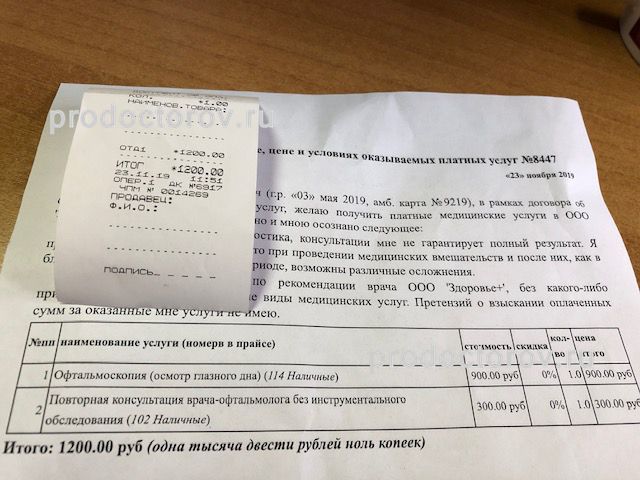 КОЛ. *1.00
НАИМЕНОВ.ТОВАРА:
ОТД1 *1200.00
ИТОГ *1200.00
23.11.19 11:51
ОПЕР.1 ДК №6917
ЧПМ № 0014269
ПРОДАВЕЦ:
Ф.И.О.:
ПОДПИСЬ
prodoctorov.ru
цене и условиях оказываемых платных услуг №8447
«23» ноября 2019
(г.р. «03» мая 2019, амб. карта №9219), в рамках договора об
услуг, желаю получить платные медицинские услуги в ООО
но и мною осознано следующее:
консультации мне не гарантирует полный результат. Я
то при проведении медицинских вмешательств и после них, как в
возможны различные осложнения.
по рекомендации врача ООО 'Здоровье+', без какого-либо
виды медицинских услуг. Претензий о взыскании оплаченных
сумм за оказанные мне услуги не имею.
№пп наименование услуги (номерв в прайсе) стоимость скидка кол-во цена итого
1 Офтальмоскопия (осмотр глазного дна) (114 Наличные) 900.00 руб 0% 1.0 900.00 руб
2 Повторная консультация врача-офтальмолога без инструментального
обследования (102 Наличные) 300.00 руб 0% 1.0 300.00 руб
prodoctorov.ru
Итого: 1200.00 руб (одна тысяча двести рублей ноль копеек)